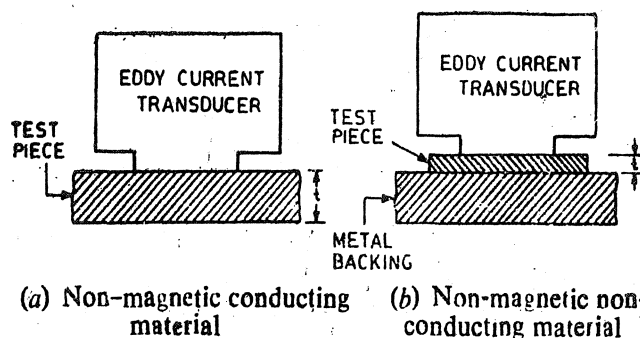 EDDY CURRENT
TRANSDUCER
TEST
PIECE
t
(a) Non-magnetic conducting
material
EDDY CURRENT
TRANSDUCER
TEST
PIECE
t
METAL
BACKING
(b) Non-magnetic non-
conducting material